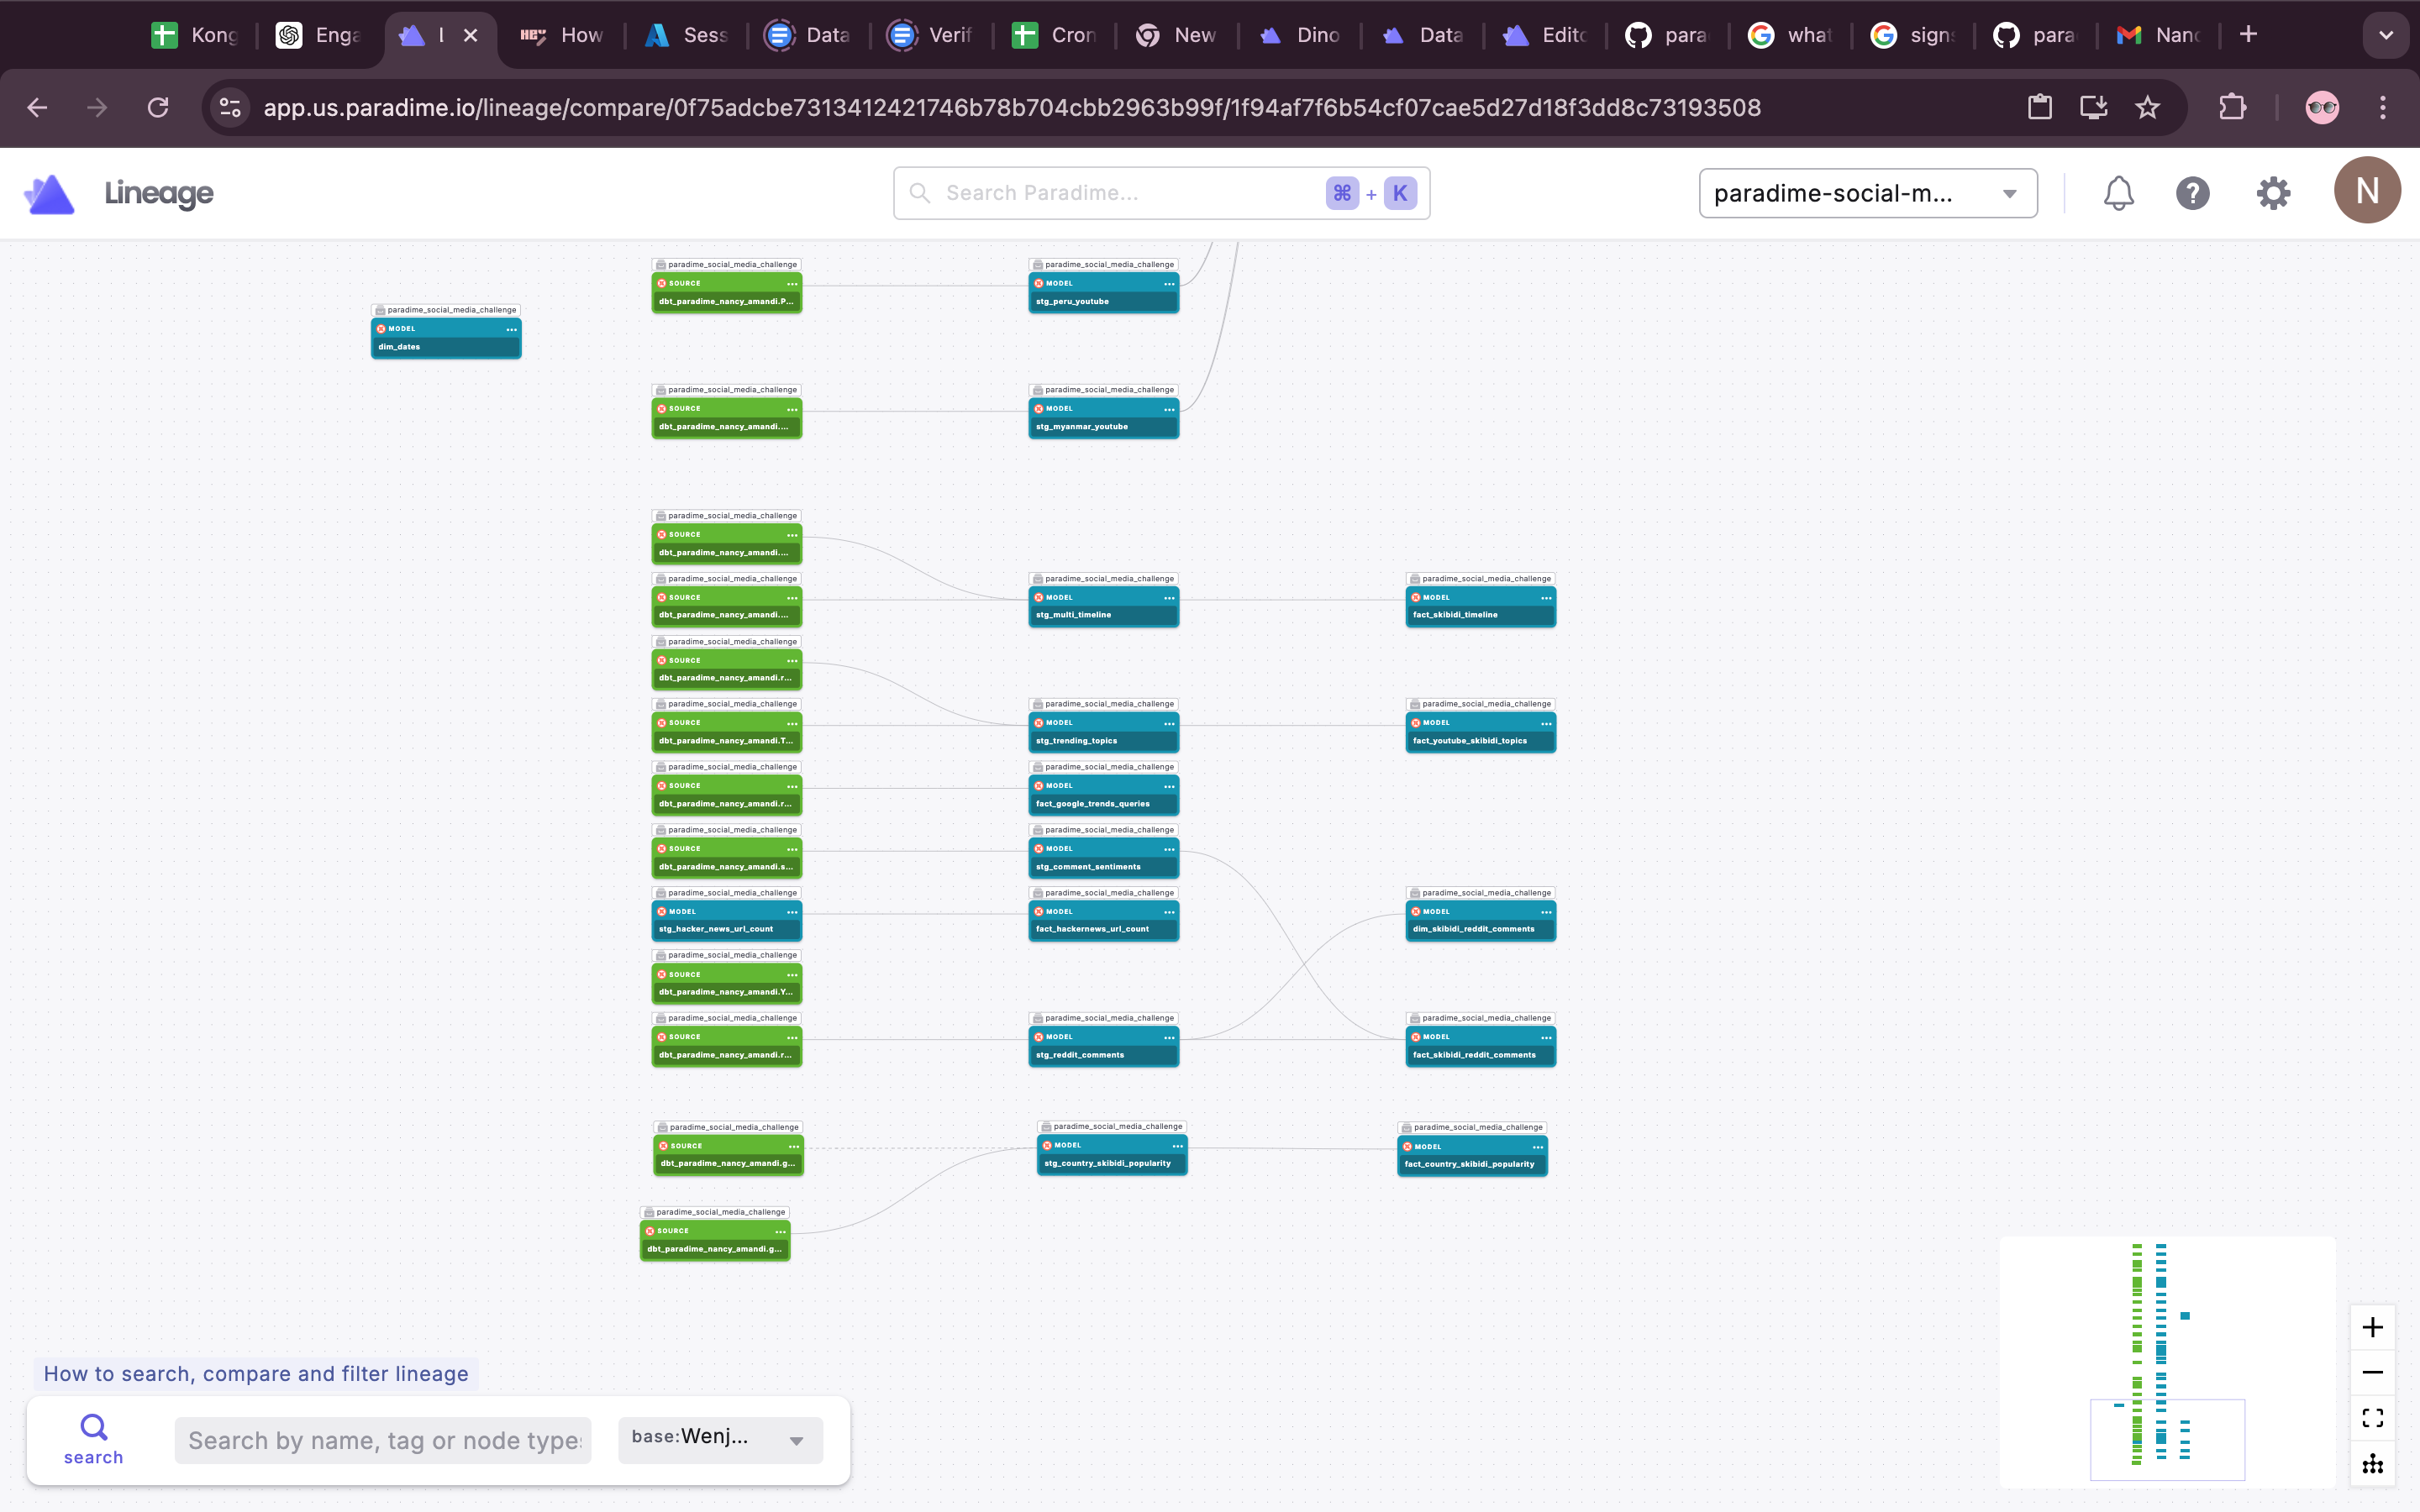 Kong
Enga
l
HEY
How
Sess
Data
Verif
Cron
New
Dino
Data
Edito
para
what
signs
para
Nanc
app.us.paradime.io/lineage/compare/0f75adcbe7313412421746b78b704cbb2963b99f/1f94af7f6b54cf07cae5d27d18f3dd8c73193508
Lineage
Search Paradime...
⌘ + K
paradime-social-m...
N
paradime_social_media_challenge
SOURCE
dbt_paradime_nancy_amandi.P...
paradime_social_media_challenge
MODEL
stg_peru_youtube
paradime_social_media_challenge
MODEL
dim_dates
paradime_social_media_challenge
SOURCE
dbt_paradime_nancy_amandi....
paradime_social_media_challenge
MODEL
stg_myanmar_youtube
paradime_social_media_challenge
SOURCE
dbt_paradime_nancy_amandi....
paradime_social_media_challenge
SOURCE
dbt_paradime_nancy_amandi....
paradime_social_media_challenge
MODEL
stg_multi_timeline
paradime_social_media_challenge
MODEL
fact_skibidi_timeline
paradime_social_media_challenge
SOURCE
dbt_paradime_nancy_amandi.r...
paradime_social_media_challenge
SOURCE
dbt_paradime_nancy_amandi.T...
paradime_social_media_challenge
MODEL
stg_trending_topics
paradime_social_media_challenge
MODEL
fact_youtube_skibidi_topics
paradime_social_media_challenge
SOURCE
dbt_paradime_nancy_amandi.r...
paradime_social_media_challenge
MODEL
fact_google_trends_queries
paradime_social_media_challenge
SOURCE
dbt_paradime_nancy_amandi.s...
paradime_social_media_challenge
MODEL
stg_comment_sentiments
paradime_social_media_challenge
MODEL
stg_hacker_news_url_count
paradime_social_media_challenge
MODEL
fact_hackernews_url_count
paradime_social_media_challenge
MODEL
dim_skibidi_reddit_comments
paradime_social_media_challenge
SOURCE
dbt_paradime_nancy_amandi.Y...
paradime_social_media_challenge
SOURCE
dbt_paradime_nancy_amandi.r...
paradime_social_media_challenge
MODEL
stg_reddit_comments
paradime_social_media_challenge
MODEL
fact_skibidi_reddit_comments
paradime_social_media_challenge
SOURCE
dbt_paradime_nancy_amandi.g...
paradime_social_media_challenge
MODEL
stg_country_skibidi_popularity
paradime_social_media_challenge
MODEL
fact_country_skibidi_popularity
paradime_social_media_challenge
SOURCE
dbt_paradime_nancy_amandi.g...
How to search, compare and filter lineage
search
Search by name, tag or node type:
base:Wenj...